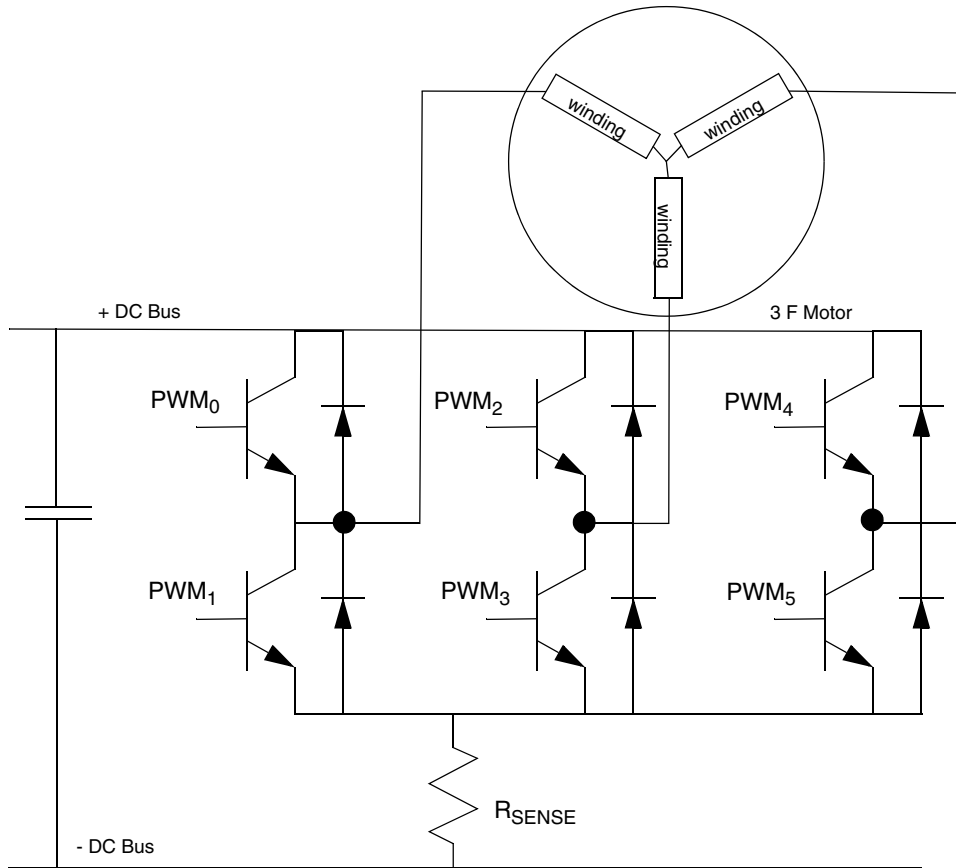 winding
winding
winding
+ DC Bus
3 F Motor
PWM0
PWM2
PWM4
PWM1
PWM3
PWM5
RSENSE
- DC Bus